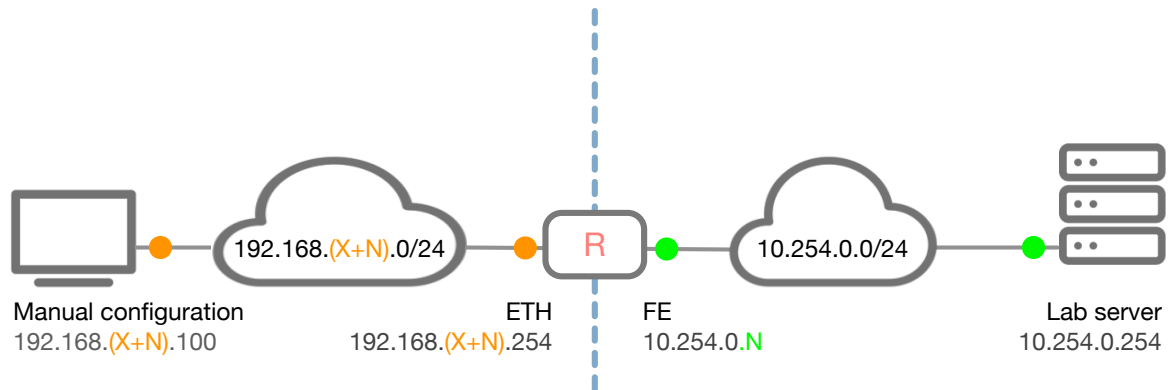 192.168.(X+N).0/24
R
10.254.0.0/24
Manual configuration
192.168.(X+N).100
ETH
192.168.(X+N).254
FE
10.254.0.N
Lab server
10.254.0.254